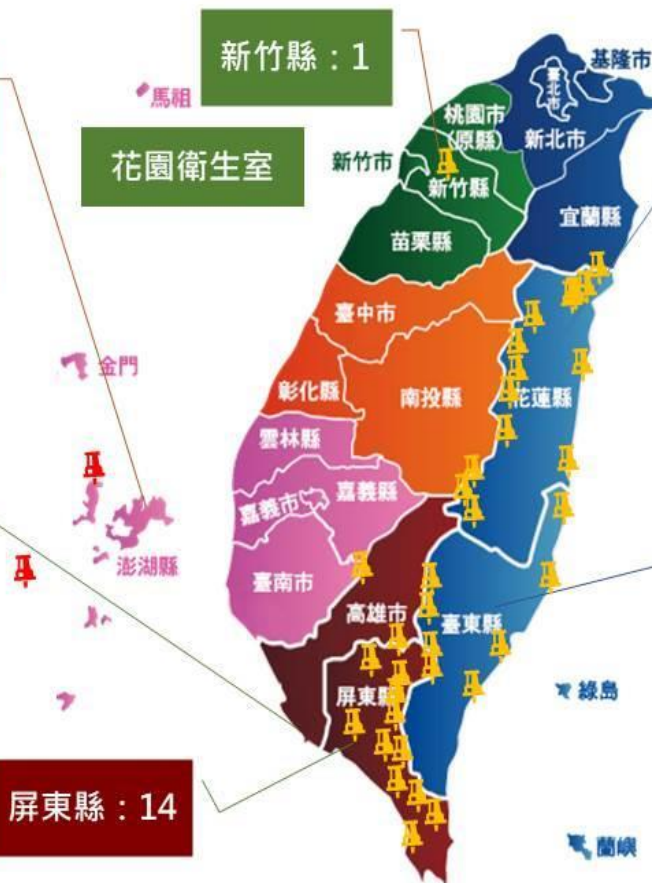 新竹縣：1
基隆市
馬祖
臺北市
桃園市
(原縣)
新北市
花園衛生室
新竹市
新竹縣
宜蘭縣
苗栗縣
臺中市
金門
彰化縣
南投縣
花蓮縣
雲林縣
嘉義縣
嘉義市
澎湖縣
臺南市
高雄市
臺東縣
屏東縣
綠島
屏東縣：14
蘭嶼